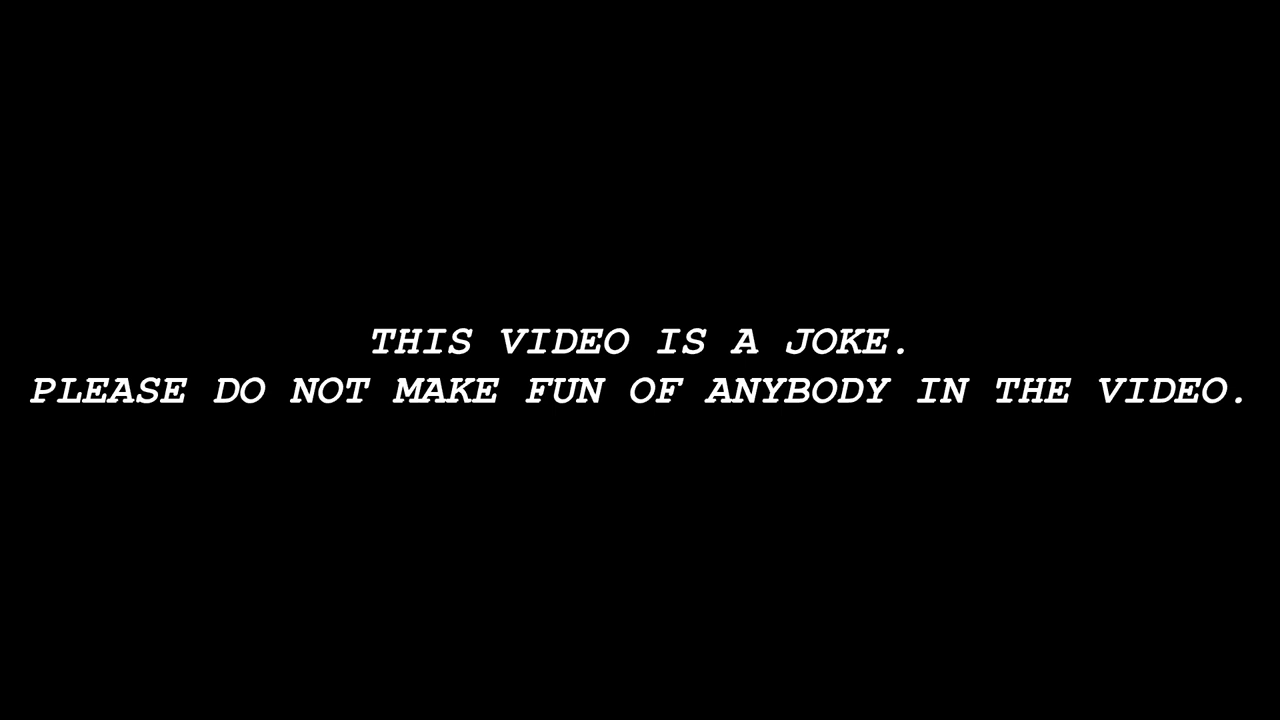 THIS VIDEO IS A JOKE.
PLEASE DO NOT MAKE FUN OF ANYBODY IN THE VIDEO.